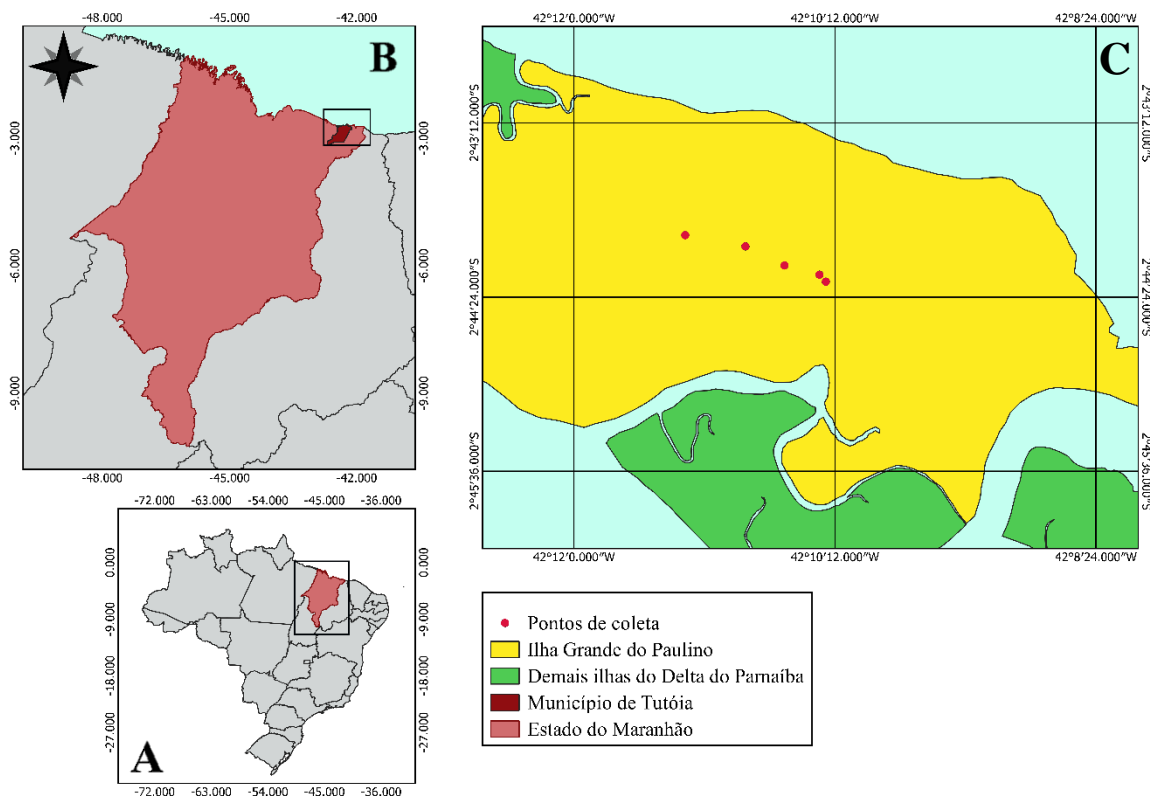 -48.000 -45.000 -42.000
B
-3.000 -3.000
-6.000 -6.000
-9.000 -9.000
-48.000 -45.000 -42.000
-72.000 -63.000 -54.000 -45.000 -36.000
0.000 0.000
-9.000 -9.000
-18.000 -18.000
-27.000 -27.000
A
-72.000 -63.000 -54.000 -45.000 -36.000
42°12'0.000"W 42°10'12.000"W 42°8'24.000"W
C
2°43'12.000"S 2°43'12.000"S
2°44'24.000"S 2°44'24.000"S
2°45'36.000"S 2°45'36.000"S
42°12'0.000"W 42°10'12.000"W 42°8'24.000"W
Pontos de coleta
Ilha Grande do Paulino
Demais ilhas do Delta do Parnaíba
Município de Tutóia
Estado do Maranhão